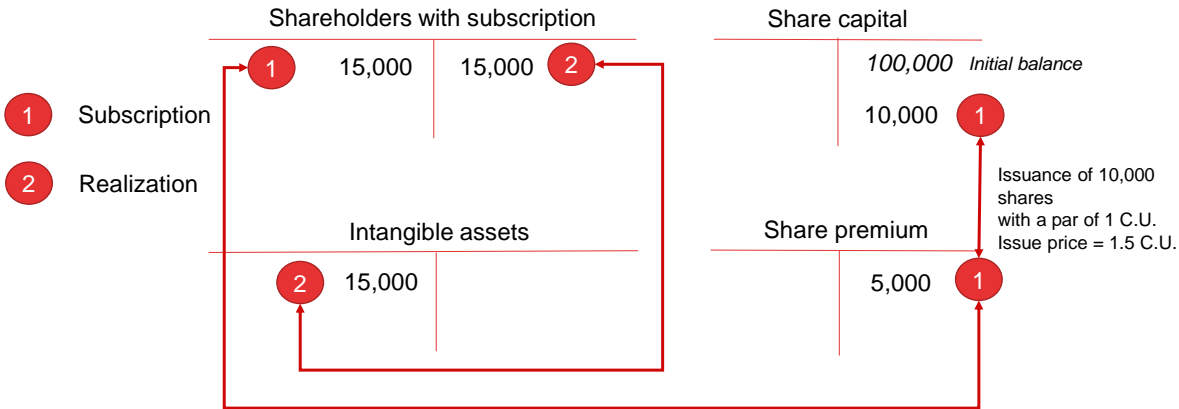 Shareholders with subscription
Share capital
1
15,000
15,000
2
100,000 Initial balance
1 Subscription
10,000
1
2 Realization
Issuance of 10,000
shares
with a par of 1 C.U.
Issue price = 1.5 C.U.
Intangible assets
Share premium
2
15,000
5,000
1